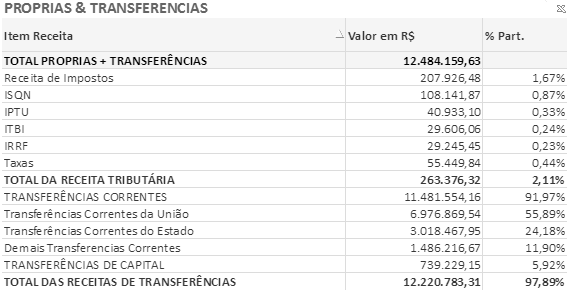 PROPRIAS & TRANSFERENCIAS
Item Receita Valor em R$ % Part.
TOTAL PROPRIAS + TRANSFERÊNCIAS 12.484.159,63
Receita de Impostos 207.926,48 1,67%
ISQN 108.141,87 0,87%
IPTU 40.933,10 0,33%
ITBI 29.606,06 0,24%
IRRF 29.245,45 0,23%
Taxas 55.449,84 0,44%
TOTAL DA RECEITA TRIBUTÁRIA 263.376,32 2,11%
TRANSFERÊNCIAS CORRENTES 11.481.554,16 91,97%
Transferências Correntes da União 6.976.869,54 55,89%
Transferências Correntes do Estado 3.018.467,95 24,18%
Demais Transferencias Correntes 1.486.216,67 11,90%
TRANSFERÊNCIAS DE CAPITAL 739.229,15 5,92%
TOTAL DAS RECEITAS DE TRANSFERÊNCIAS 12.220.783,31 97,89%